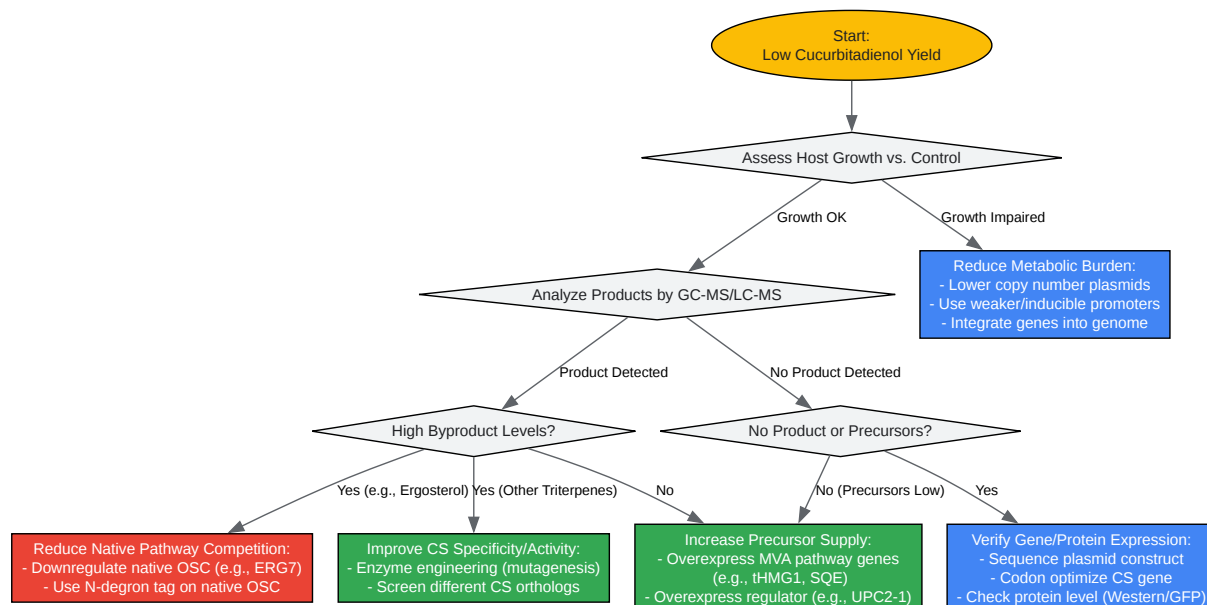 Start:
Low Cucurbitadienol Yield
Assess Host Growth vs. Control
Growth OK
Growth Impaired
Reduce Metabolic Burden:
- Lower copy number plasmids
- Use weaker/inducible promoters
- Integrate genes into genome
Analyze Products by GC-MS/LC-MS
Product Detected
No Product Detected
High Byproduct Levels?
No Product or Precursors?
Yes (e.g., Ergosterol)
Yes (Other Triterpenes)
No
No (Precursors Low)
Yes
Reduce Native Pathway Competition:
- Downregulate native OSC (e.g., ERG7)
- Use N-degron tag on native OSC
Improve CS Specificity/Activity:
- Enzyme engineering (mutagenesis)
- Screen different CS orthologs
Increase Precursor Supply:
- Overexpress MVA pathway genes
(e.g., tHMG1, SQE)
- Overexpress regulator (e.g., UPC2-1)
Verify Gene/Protein Expression:
- Sequence plasmid construct
- Codon optimize CS gene
- Check protein level (Western/GFP)